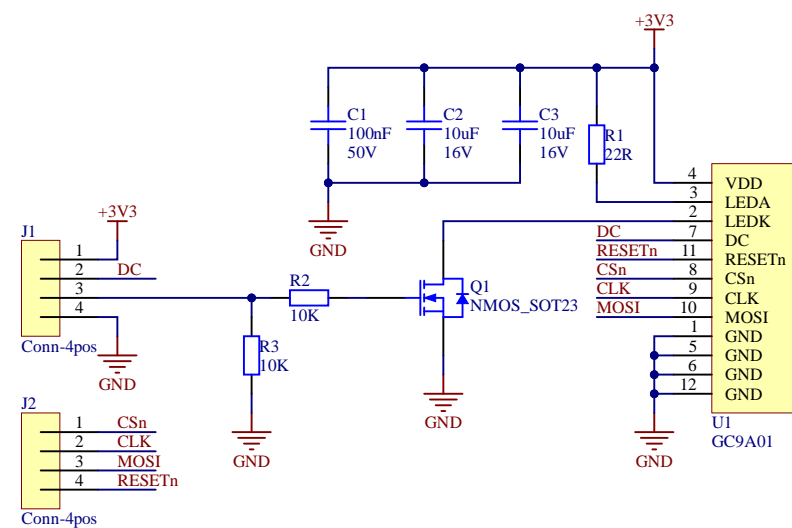 +3V3
C1
100nF
50V
C2
10uF
16V
C3
10uF
16V
R1
22R
GND
4 VDD
3 LEDA
2 LEDK
DC 7 DC
RESETn 11 RESETn
CSn 8 CSn
CLK 9 CLK
MOSI 10 MOSI
1 GND
5 GND
6 GND
12 GND
U1
GC9A01
GND
+3V3
J1
1
2 DC
3
4
Conn-4pos
GND
R2
10K
R3
10K
GND
Q1
NMOS_SOT23
GND
J2
1 CSn
2 CLK
3 MOSI
4 RESETn
Conn-4pos